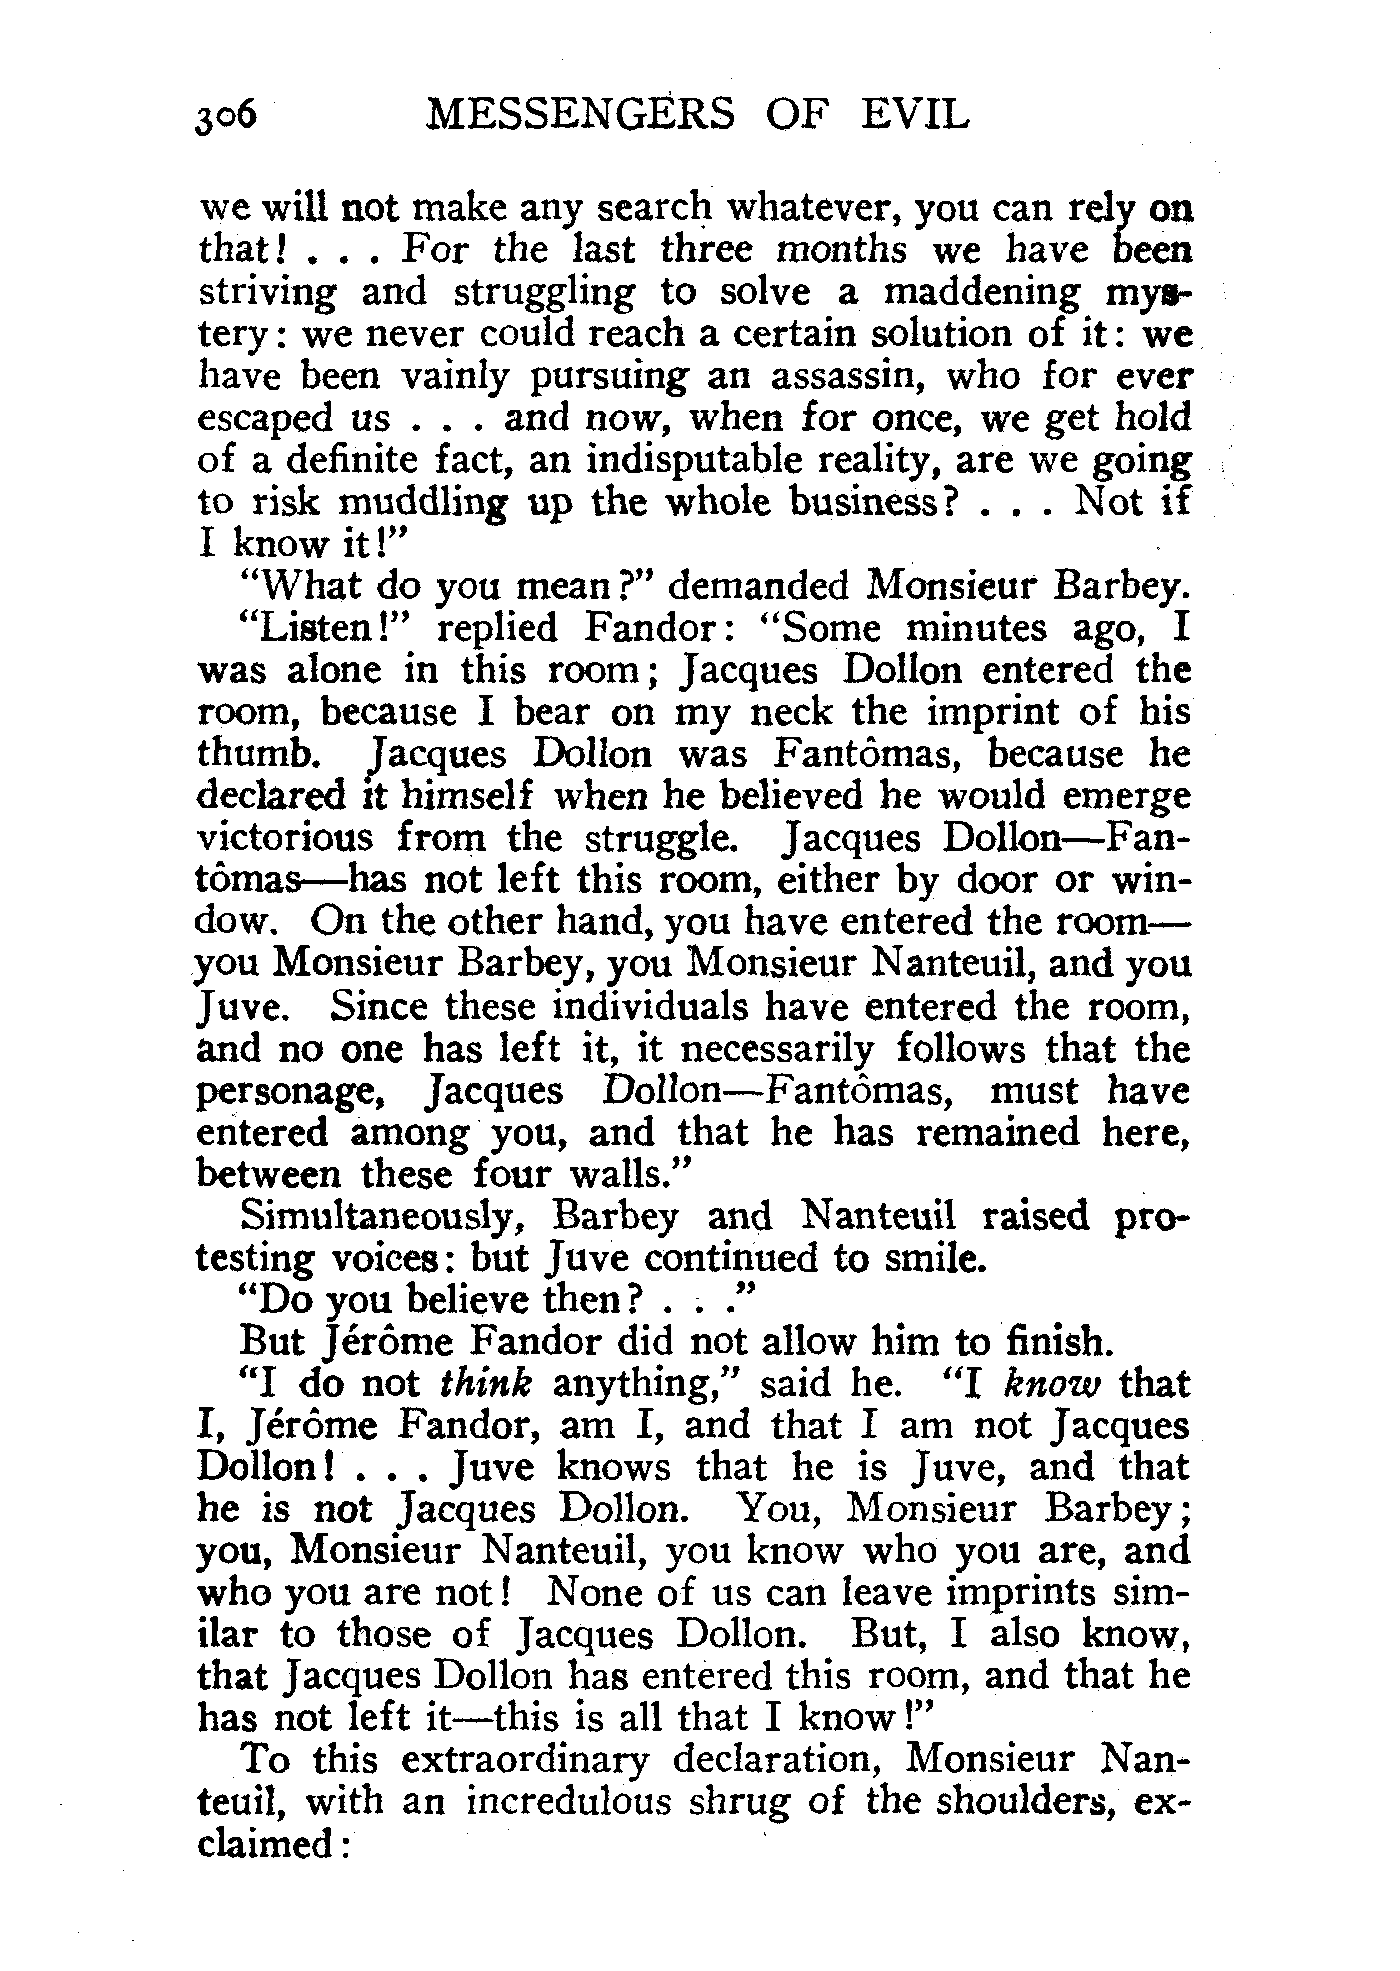 306 MESSENGERS OF EVIL
we will not make any search whatever, you can rely on
that! . . . For the last three months we have been
striving and struggling to solve a maddening mys-
tery: we never could reach a certain solution of it: we
have been vainly pursuing an assassin, who for ever
escaped us . . . and now, when for once, we get hold
of a definite fact, an indisputable reality, are we going
to risk muddling up the whole business? . . . Not if
I know it!"
"What do you mean?" demanded Monsieur Barbey.
"Listen!" replied Fandor: "Some minutes ago, I
was alone in this room; Jacques Dollon entered the
room, because I bear on my neck the imprint of his
thumb. Jacques Dollon was Fantômas, because he
declared it himself when he believed he would emerge
victorious from the struggle. Jacques Dollon—Fan-
tômas—has not left this room, either by door or win-
dow. On the other hand, you have entered the room—
you Monsieur Barbey, you Monsieur Nanteuil, and you
Juve. Since these individuals have entered the room,
and no one has left it, it necessarily follows that the
personage, Jacques Dollon—Fantômas, must have
entered among you, and that he has remained here,
between these four walls."
Simultaneously, Barbey and Nanteuil raised pro-
testing voices: but Juve continued to smile.
"Do you believe then? . . ."
But Jérôme Fandor did not allow him to finish.
"I do not think anything," said he. "I know that
I, Jérôme Fandor, am I, and that I am not Jacques
Dollon! . . . Juve knows that he is Juve, and that
he is not Jacques Dollon. You, Monsieur Barbey;
you, Monsieur Nanteuil, you know who you are, and
who you are not! None of us can leave imprints sim-
ilar to those of Jacques Dollon. But, I also know,
that Jacques Dollon has entered this room, and that he
has not left it—this is all that I know!"
To this extraordinary declaration, Monsieur Nan-
teuil, with an incredulous shrug of the shoulders, ex-
claimed: